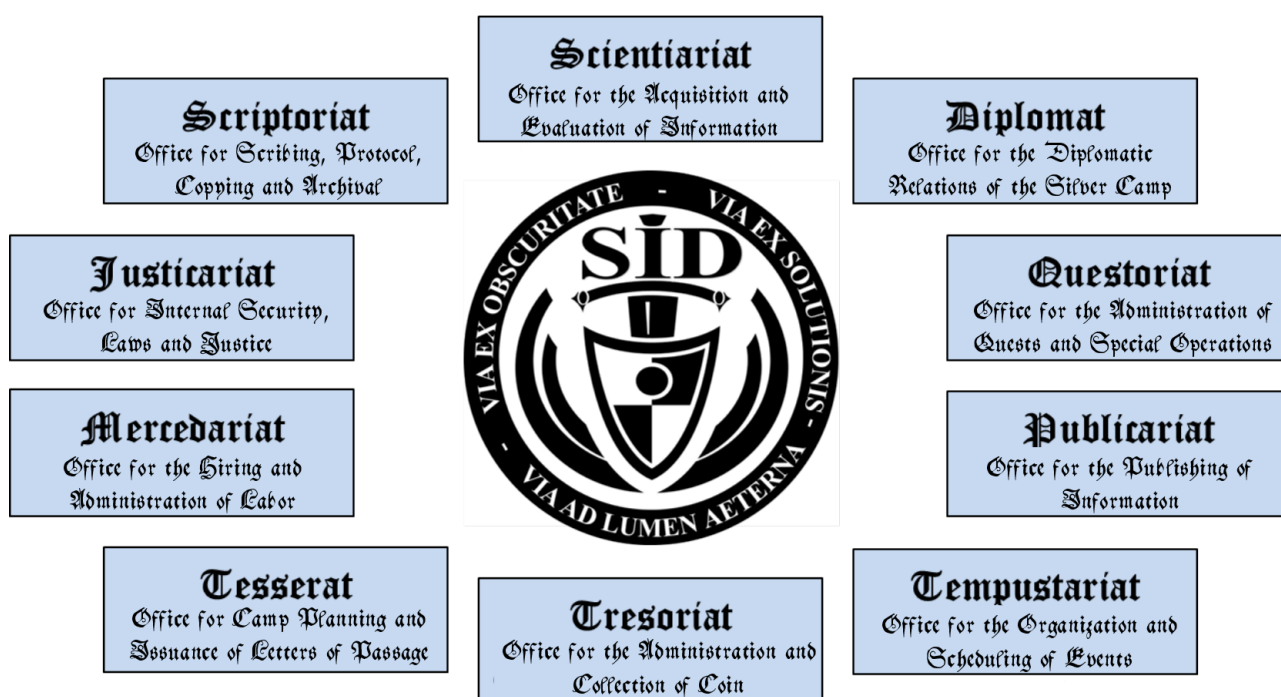 Scientiariat
Office for the Acquisition and
Evaluation of Information
Scriptoriat
Office for Scribing, Protocol,
Copying and Archival
Diplomat
Office for the Diplomatic
Relations of the Silver Camp
Justicariat
Office for Internal Security,
Laws and Justice
Questoriat
Office for the Administration of
Quests and Special Operations
Mercedariat
Office for the Hiring and
Administration of Labor
Publicariat
Office for the Publishing of
Information
Tesserat
Office for Camp Planning and
Issuance of Letters of Passage
Tresoriat
Office for the Administration and
Collection of Coin
Tempustariat
Office for the Organization and
Scheduling of Events
SID
VIA EX OBSCURITATE - VIA EX SOLUTIONIS - VIA AD LUMEN AETERNA -